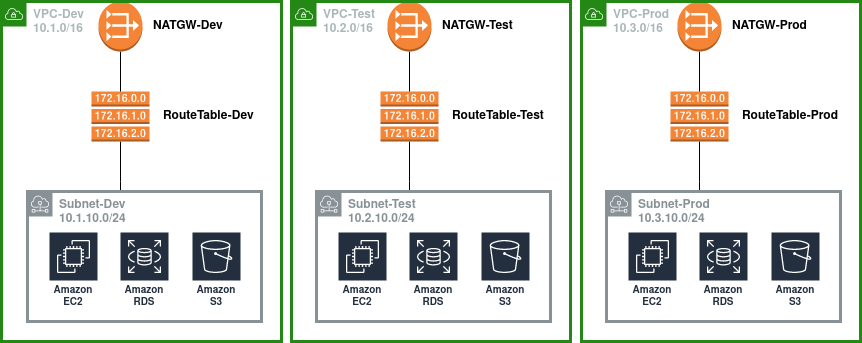 VPC-Dev
10.1.0/16
NATGW-Dev
172.16.0.0
172.16.1.0
172.16.2.0
RouteTable-Dev
Subnet-Dev
10.1.10.0/24
Amazon
EC2
Amazon
RDS
Amazon
S3
VPC-Test
10.2.0/16
NATGW-Test
172.16.0.0
172.16.1.0
172.16.2.0
RouteTable-Test
Subnet-Test
10.2.10.0/24
Amazon
EC2
Amazon
RDS
Amazon
S3
VPC-Prod
10.3.0/16
NATGW-Prod
172.16.0.0
172.16.1.0
172.16.2.0
RouteTable-Prod
Subnet-Prod
10.3.10.0/24
Amazon
EC2
Amazon
RDS
Amazon
S3